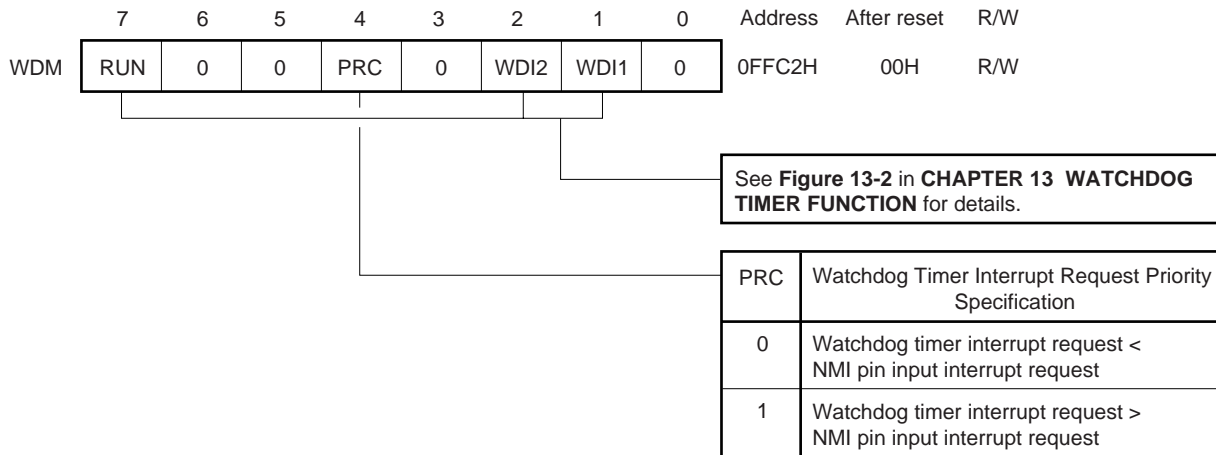 7 6 5 4 3 2 1 0 Address After reset R/W
WDM RUN 0 0 PRC 0 WDI2 WDI1 0 0FFC2H 00H R/W
See Figure 13-2 in CHAPTER 13 WATCHDOG
TIMER FUNCTION for details.
PRC Watchdog Timer Interrupt Request Priority
Specification
0 Watchdog timer interrupt request <
NMI pin input interrupt request
1 Watchdog timer interrupt request >
NMI pin input interrupt request